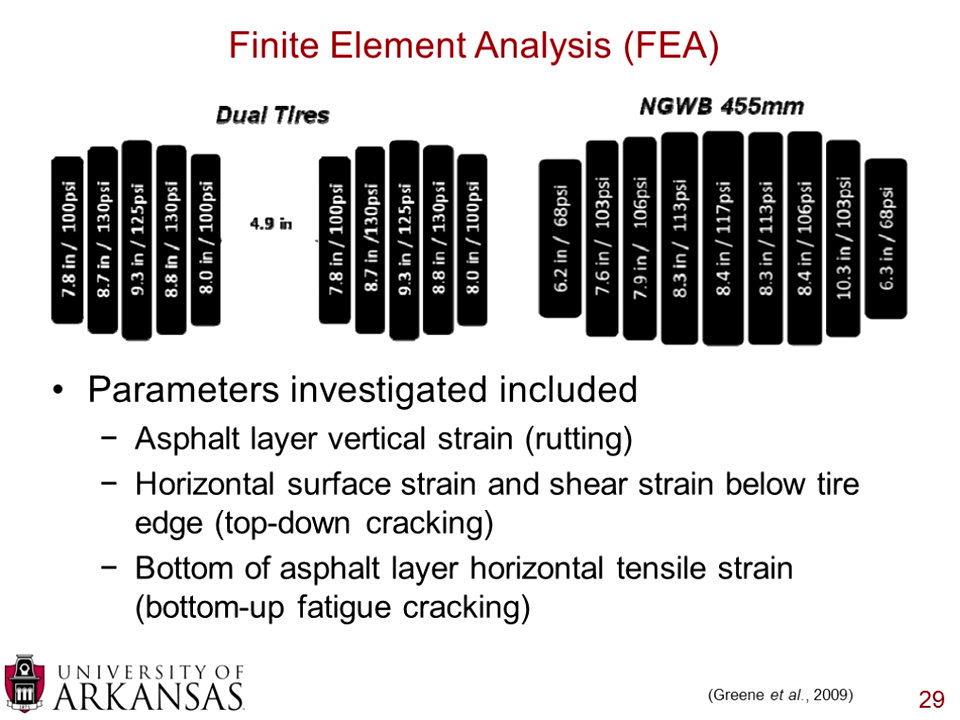 Finite Element Analysis (FEA)
Dual Tires
NGWB 455mm
7.8 in / 100psi
8.7 in / 130psi
9.3 in / 125psi
8.8 in / 130psi
8.0 in / 100psi
4.9 in
7.8 in / 100psi
8.7 in /130psi
9.3 in / 125psi
8.8 in / 130psi
8.0 in / 100psi
6.2 in / 68psi
7.6 in / 103psi
7.9 in / 106psi
8.3 in / 113psi
8.4 in / 117psi
8.3 in / 113psi
8.4 in / 106psi
10.3 in / 103psi
6.3 in / 68psi
• Parameters investigated included
− Asphalt layer vertical strain (rutting)
− Horizontal surface strain and shear strain below tire
edge (top-down cracking)
− Bottom of asphalt layer horizontal tensile strain
(bottom-up fatigue cracking)
UNIVERSITY OF
ARKANSAS
(Greene et al., 2009)
29